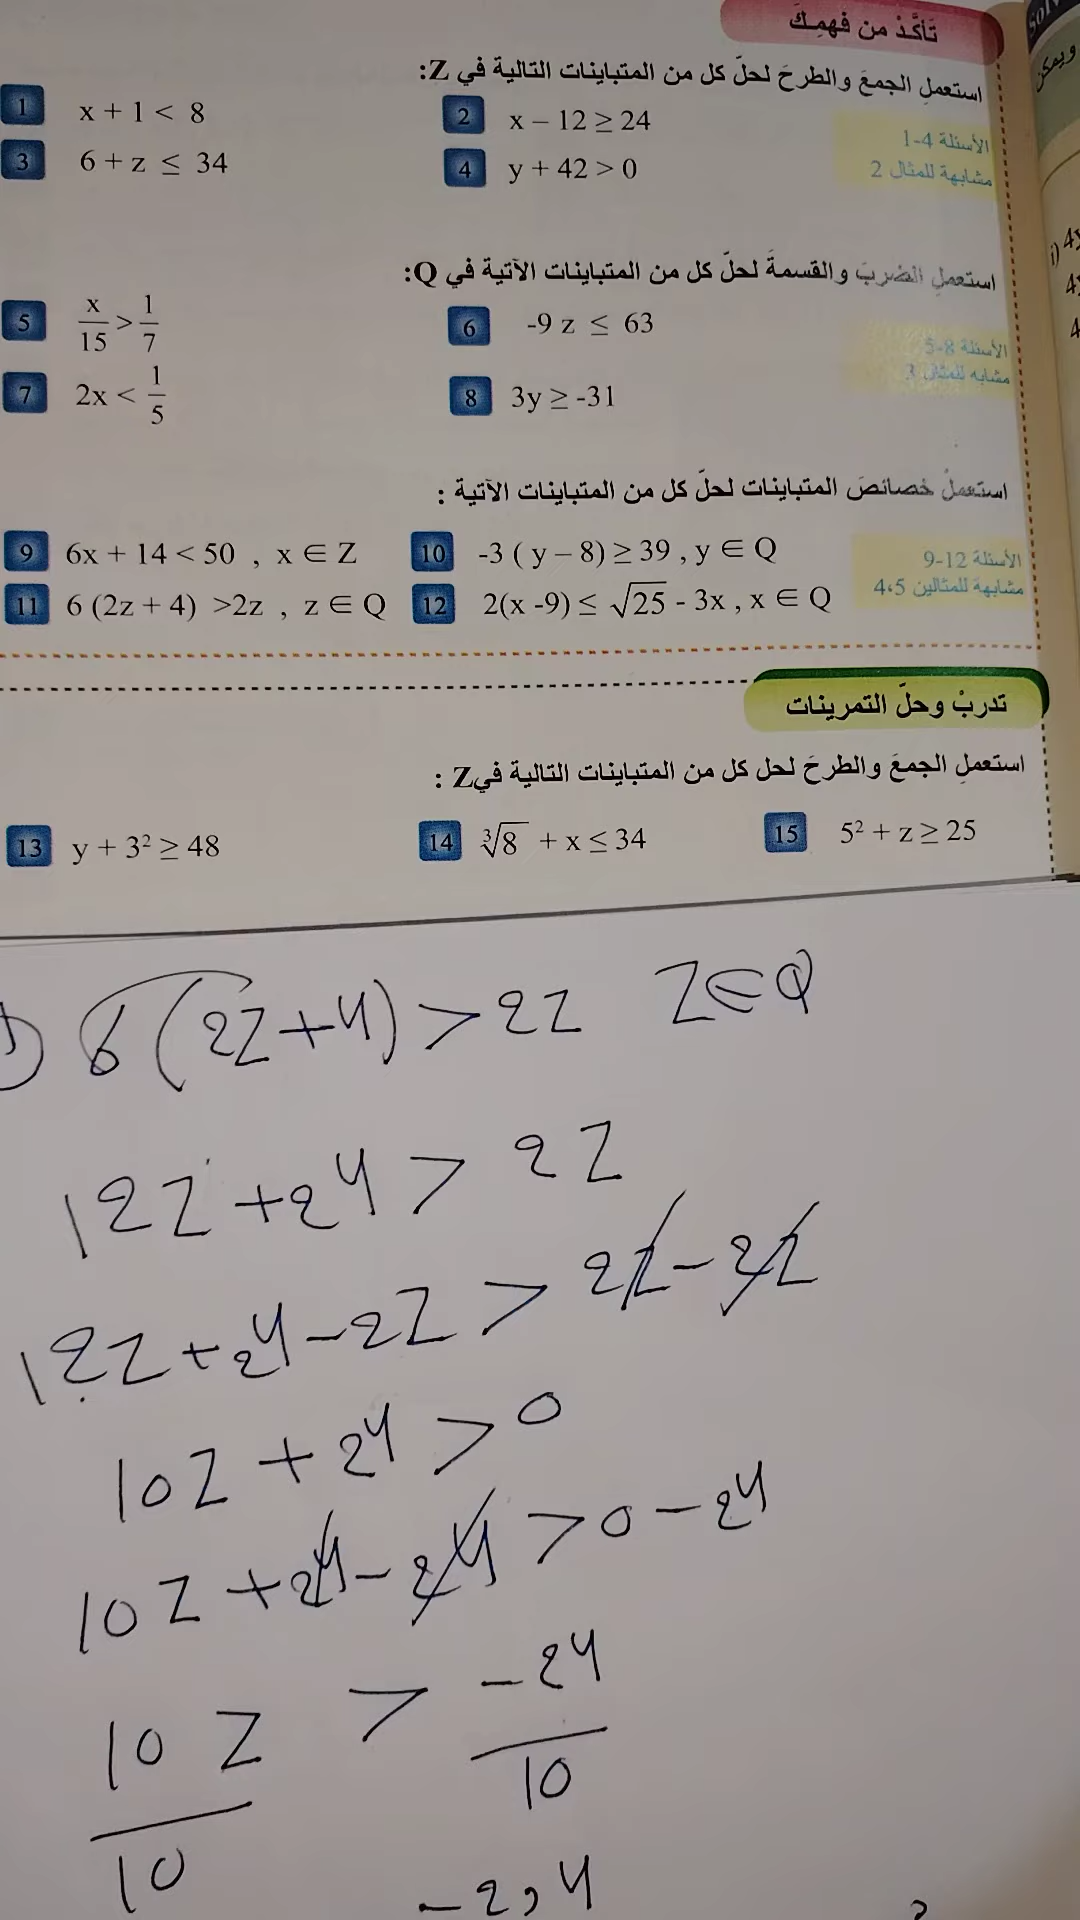 تَأكَّدْ من فهمِكَ
استعملِ الجمعَ والطرحَ لحلّ كل من المتباينات التالية في Z:
الأسئلة 4-1
مشابهة للمثال 2
1 x + 1 < 8
2 x – 12 ≥ 24
3 6 + z ≤ 34
4 y + 42 > 0
استعملِ الضربَ والقسمةَ لحلّ كل من المتباينات الآتية في Q:
الأسئلة 8-5
مشابه للمثال 3
5 x/15 > 1/7
6 -9 z ≤ 63
7 2x < 1/5
8 3y ≥ -31
استعملْ خصائصَ المتباينات لحلّ كل من المتباينات الآتية :
الأسئلة 12-9
مشابهة للمثالين 4،5
9 6x + 14 < 50 , x ∈ Z
10 -3 ( y – 8) ≥ 39 , y ∈ Q
11 6 (2z + 4) >2z , z ∈ Q
12 2(x -9) ≤ √25 - 3x , x ∈ Q
تدربْ وحلّ التمرينات
استعملِ الجمعَ والطرحَ لحل كل من المتباينات التالية فيZ :
13 y + 3² ≥ 48
14 ∛8 + x ≤ 34
15 5² + z ≥ 25
6(2Z+4) > 2Z Z∈Q
12Z + 24 > 2Z
12Z + 24 - 2Z > 2Z - 2Z
10Z + 24 > 0
10Z + 24 - 24 > 0 - 24
10 Z/10 > -24/10
-2,4